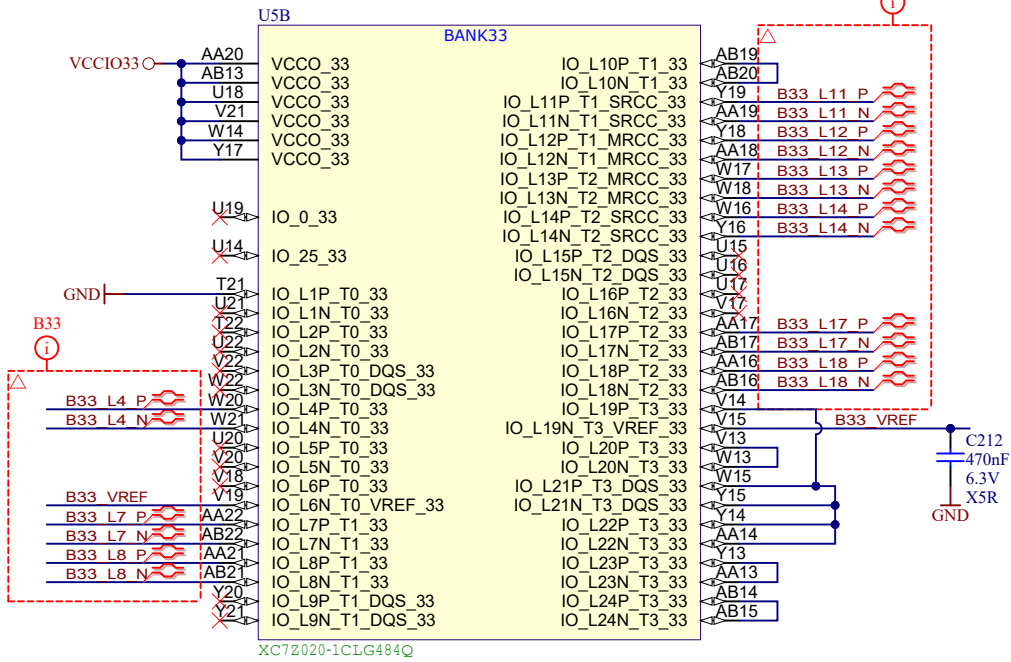 U5B
BANK33
i
VCCIO33
AA20 VCCO_33 IO_L10P_T1_33 AB19
AB13 VCCO_33 IO_L10N_T1_33 AB20
U18 VCCO_33 IO_L11P_T1_SRCC_33 Y19 B33_L11_P
V21 VCCO_33 IO_L11N_T1_SRCC_33 AA19 B33_L11_N
W14 VCCO_33 IO_L12P_T1_MRCC_33 Y18 B33_L12_P
Y17 VCCO_33 IO_L12N_T1_MRCC_33 AA18 B33_L12_N
IO_L13P_T2_MRCC_33 W17 B33_L13_P
IO_L13N_T2_MRCC_33 W18 B33_L13_N
U19 IO_0_33 IO_L14P_T2_SRCC_33 W16 B33_L14_P
IO_L14N_T2_SRCC_33 Y16 B33_L14_N
U14 IO_25_33 IO_L15P_T2_DQS_33 U15
IO_L15N_T2_DQS_33 U16
GND T21 IO_L1P_T0_33 IO_L16P_T2_33 U17
U21 IO_L1N_T0_33 IO_L16N_T2_33 V17
B33 T22 IO_L2P_T0_33 IO_L17P_T2_33 AA17 B33_L17_P
i U22 IO_L2N_T0_33 IO_L17N_T2_33 AB17 B33_L17_N
V22 IO_L3P_T0_DQS_33 IO_L18P_T2_33 AA16 B33_L18_P
W22 IO_L3N_T0_DQS_33 IO_L18N_T2_33 AB16 B33_L18_N
B33_L4_P W20 IO_L4P_T0_33 IO_L19P_T3_33 V14
B33_L4_N W21 IO_L4N_T0_33 IO_L19N_T3_VREF_33 V15 B33_VREF
U20 IO_L5P_T0_33 IO_L20P_T3_33 V13
V20 IO_L5N_T0_33 IO_L20N_T3_33 W13
V18 IO_L6P_T0_33 IO_L21P_T3_DQS_33 W15
B33_VREF V19 IO_L6N_T0_VREF_33 IO_L21N_T3_DQS_33 Y15
B33_L7_P AA22 IO_L7P_T1_33 IO_L22P_T3_33 Y14
B33_L7_N AB22 IO_L7N_T1_33 IO_L22N_T3_33 AA14
B33_L8_P AA21 IO_L8P_T1_33 IO_L23P_T3_33 Y13
B33_L8_N AB21 IO_L8N_T1_33 IO_L23N_T3_33 AA13
Y20 IO_L9P_T1_DQS_33 IO_L24P_T3_33 AB14
Y21 IO_L9N_T1_DQS_33 IO_L24N_T3_33 AB15
C212
470nF
6.3V
X5R
GND
XC7Z020-1CLG484Q